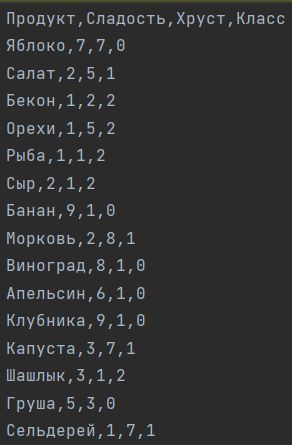 Продукт,Сладость,Хруст,Класс
Яблоко,7,7,0
Салат,2,5,1
Бекон,1,2,2
Орехи,1,5,2
Рыба,1,1,2
Сыр,2,1,2
Банан,9,1,0
Морковь,2,8,1
Виноград,8,1,0
Апельсин,6,1,0
Клубника,9,1,0
Капуста,3,7,1
Шашлык,3,1,2
Груша,5,3,0
Сельдерей,1,7,1